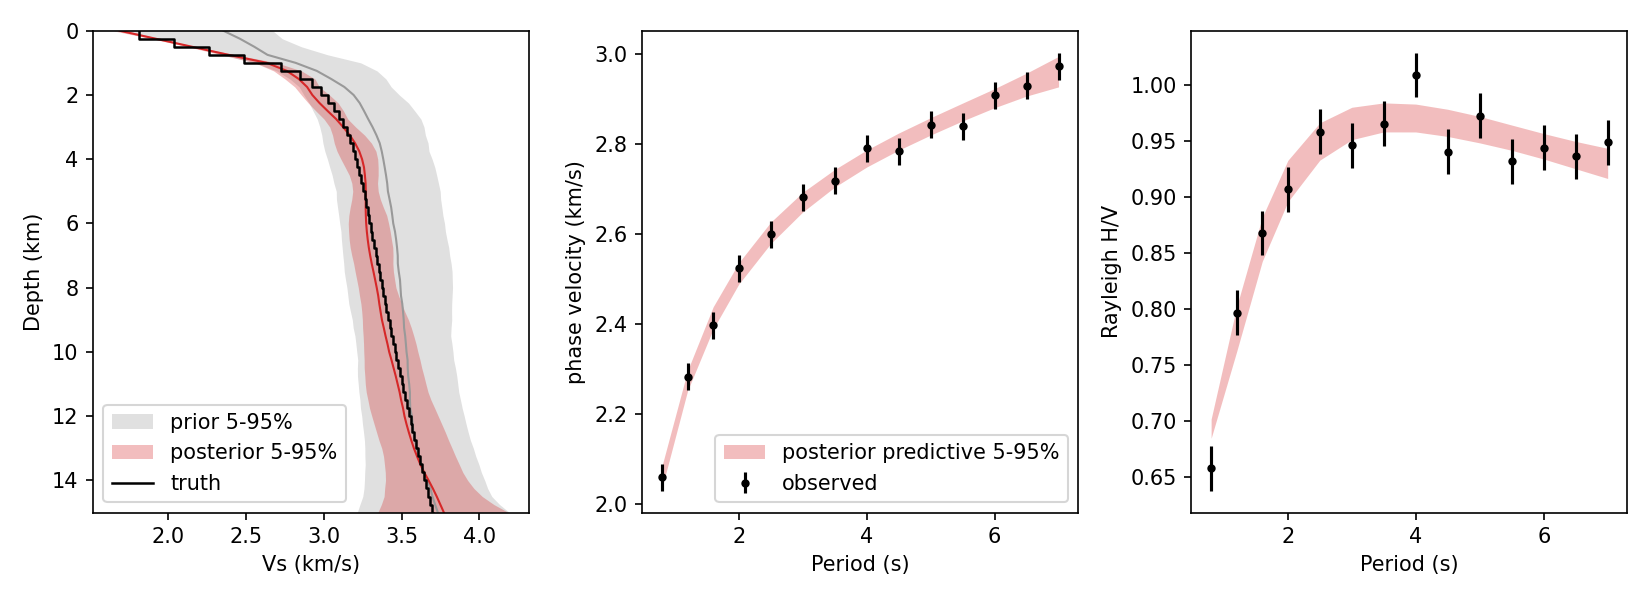 0
2
4
6
8
10
12
14
Depth (km)
prior 5-95%
posterior 5-95%
truth
2.0 2.5 3.0 3.5 4.0
Vs (km/s)
3.0
2.8
2.6
2.4
2.2
2.0
phase velocity (km/s)
posterior predictive 5-95%
observed
2 4 6
Period (s)
1.00
0.95
0.90
0.85
0.80
0.75
0.70
0.65
Rayleigh H/V
2 4 6
Period (s)